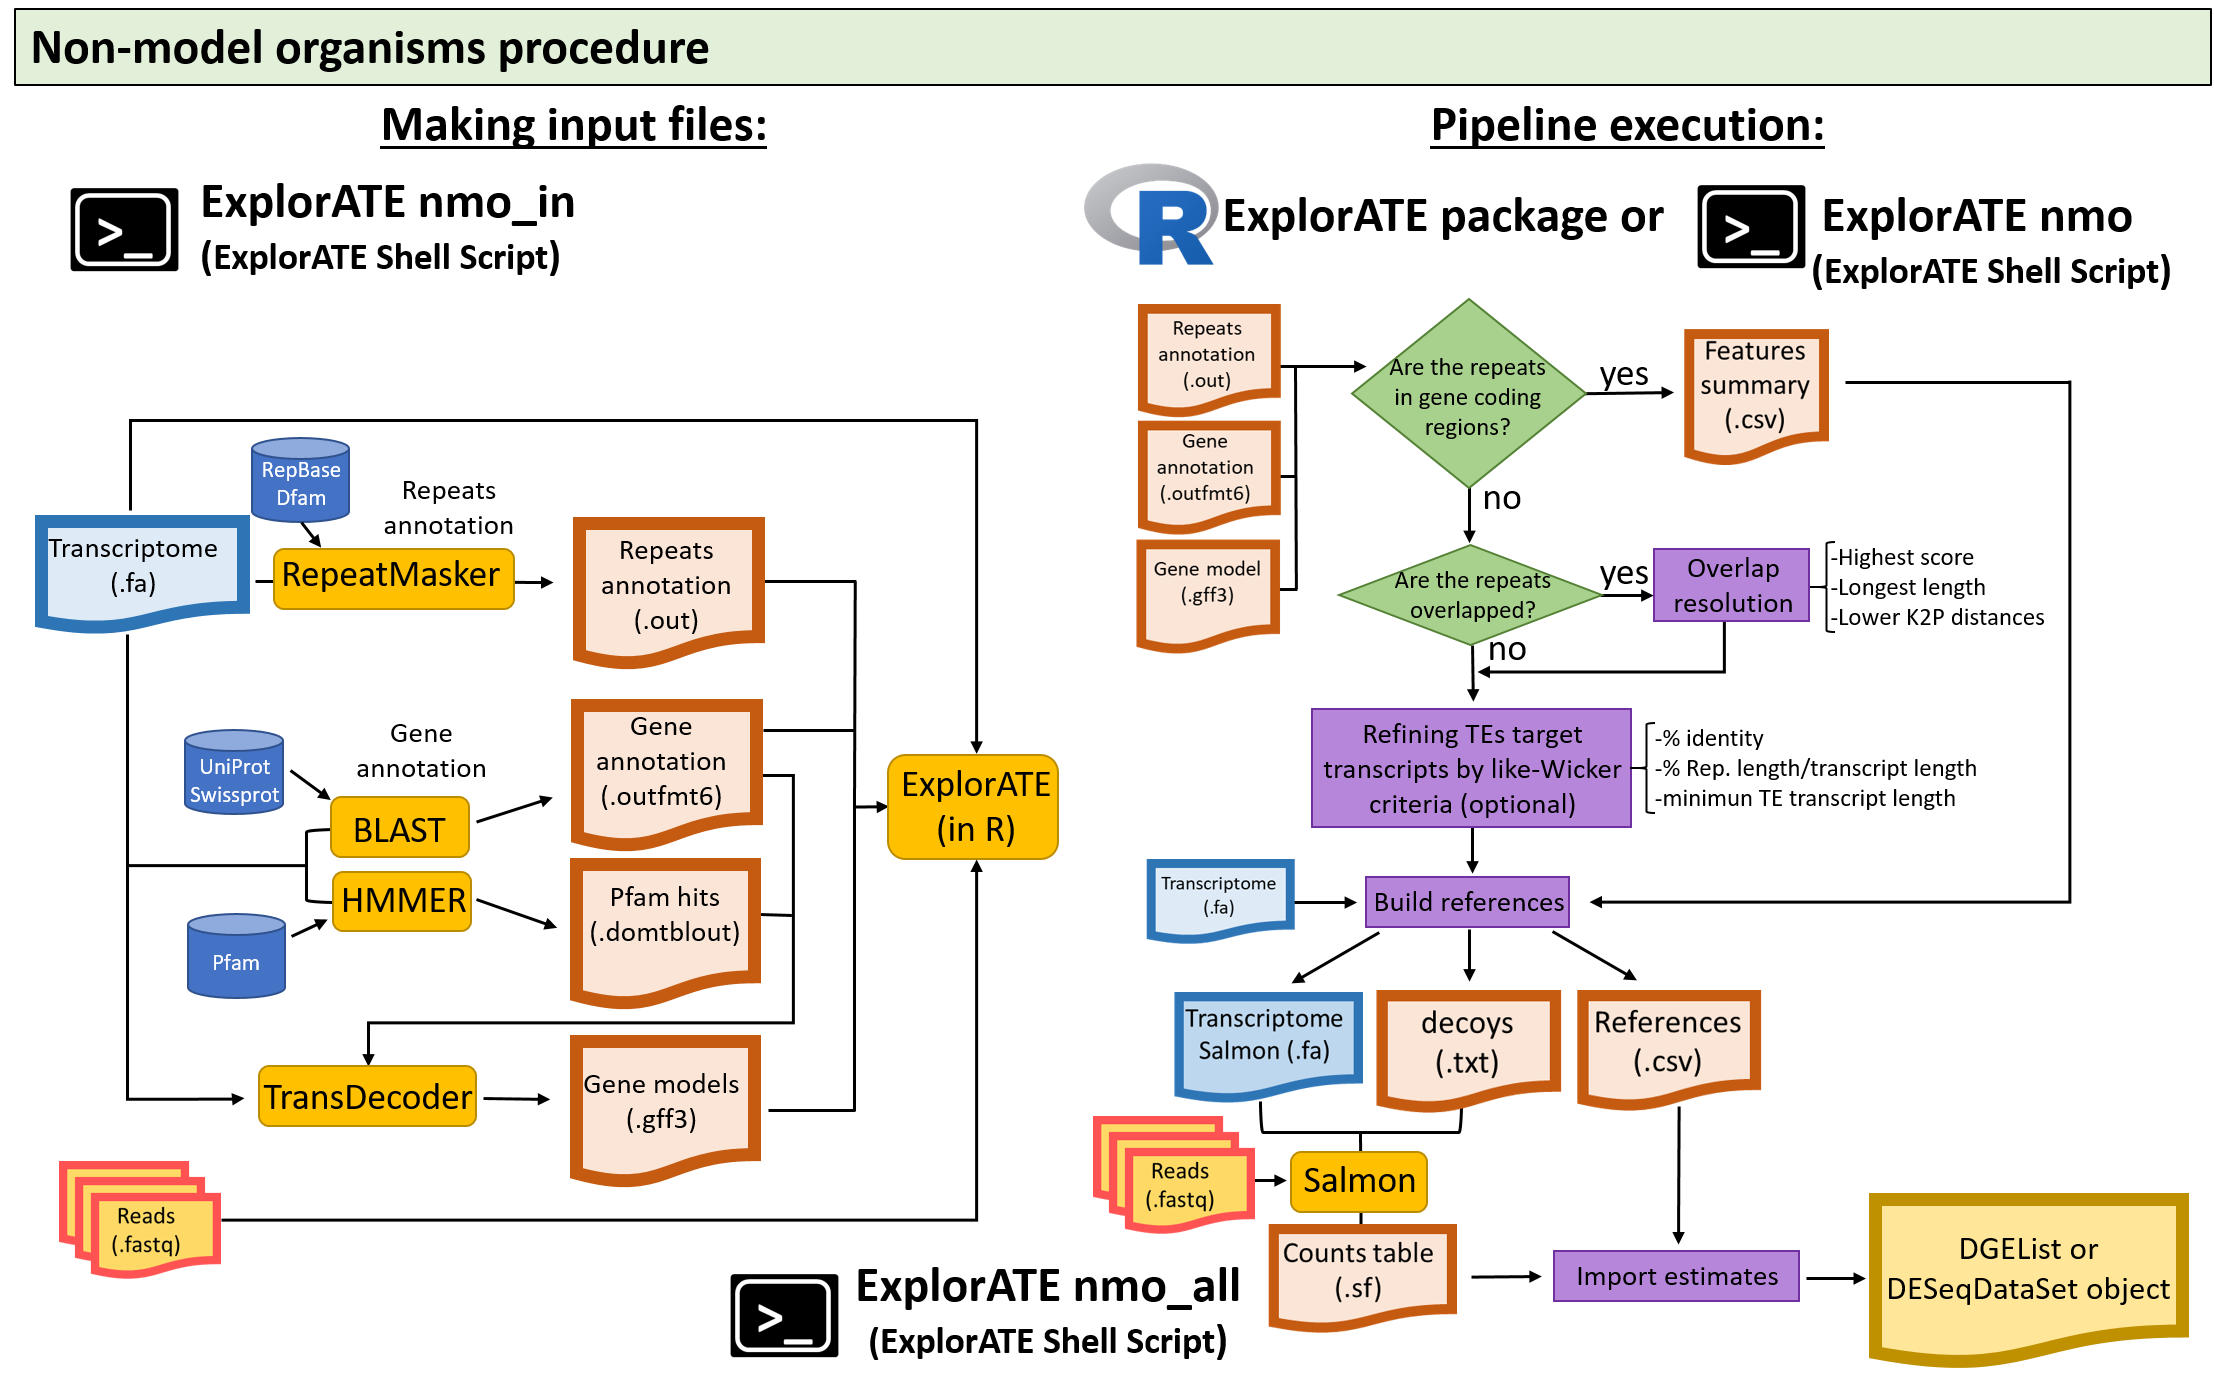 Non-model organisms procedure
Making input files:
>_
ExplorATE nmo_in
(ExplorATE Shell Script)
RepBase
Dfam
Repeats
annotation
Transcriptome
(.fa)
RepeatMasker
Repeats
annotation
(.out)
UniProt
Swissprot
Gene
annotation
BLAST
Gene
annotation
(.outfmt6)
ExplorATE
(in R)
HMMER
Pfam
Pfam hits
(.domtblout)
TransDecoder
Gene models
(.gff3)
Reads
(.fastq)
>_
ExplorATE nmo_all
(ExplorATE Shell Script)
Pipeline execution:
R
ExplorATE package or
>_
ExplorATE nmo
(ExplorATE Shell Script)
Repeats
annotation
(.out)
Gene
annotation
(.outfmt6)
Gene model
(.gff3)
Are the repeats
in gene coding
regions?
yes
Features
summary
(.csv)
no
Are the repeats
overlapped?
yes
Overlap
resolution
-Highest score
-Longest length
-Lower K2P distances
no
Refining TEs target
transcripts by like-Wicker
criteria (optional)
-% identity
-% Rep. length/transcript length
-minimun TE transcript length
Transcriptome
(.fa)
Build references
Transcriptome
Salmon (.fa)
decoys
(.txt)
References
(.csv)
Reads
(.fastq)
Salmon
Counts table
(.sf)
Import estimates
DGEList or
DESeqDataSet object